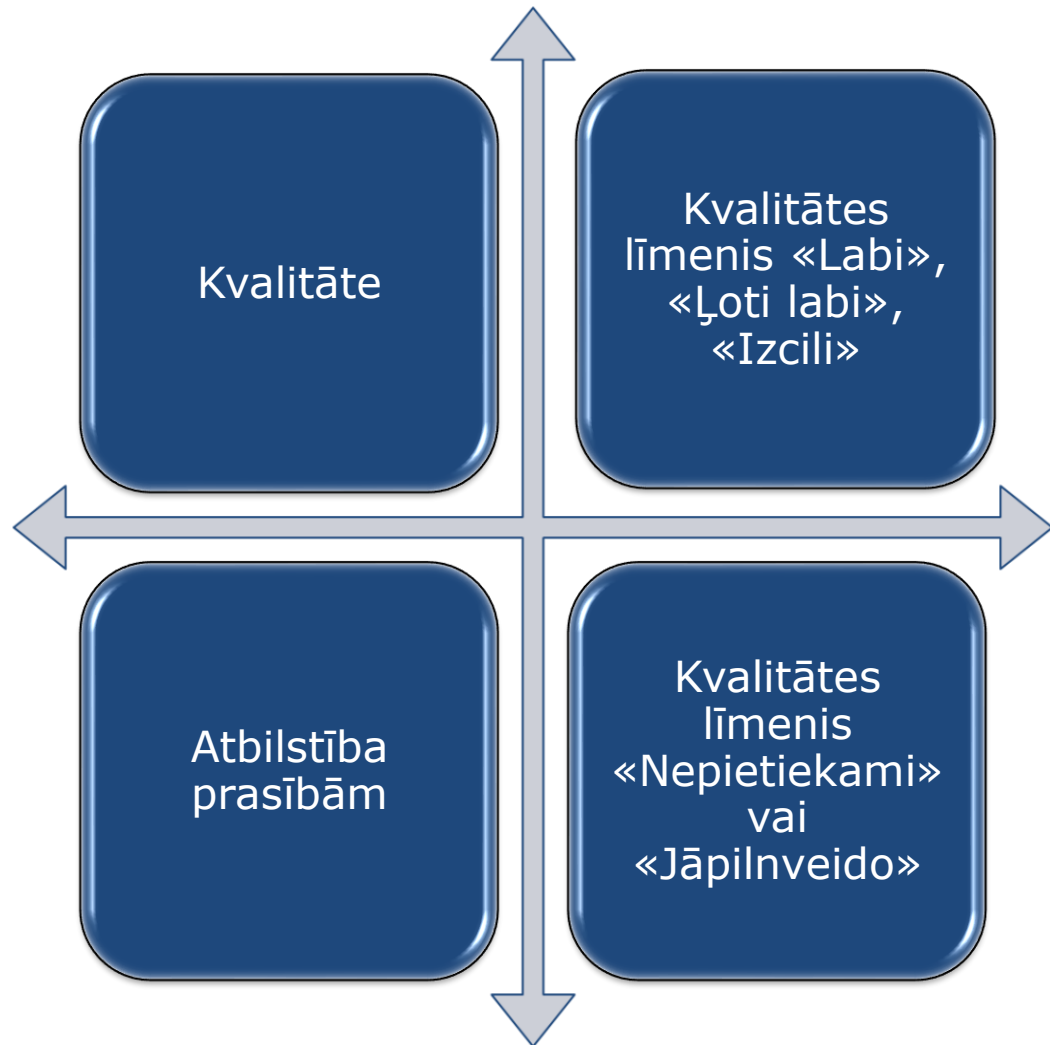 Kvalitāte
Kvalitātes
līmenis «Labi»,
«Ļoti labi»,
«Izcili»
Atbilstība
prasībām
Kvalitātes
līmenis
«Nepietiekami»
vai
«Jāpilnveido»